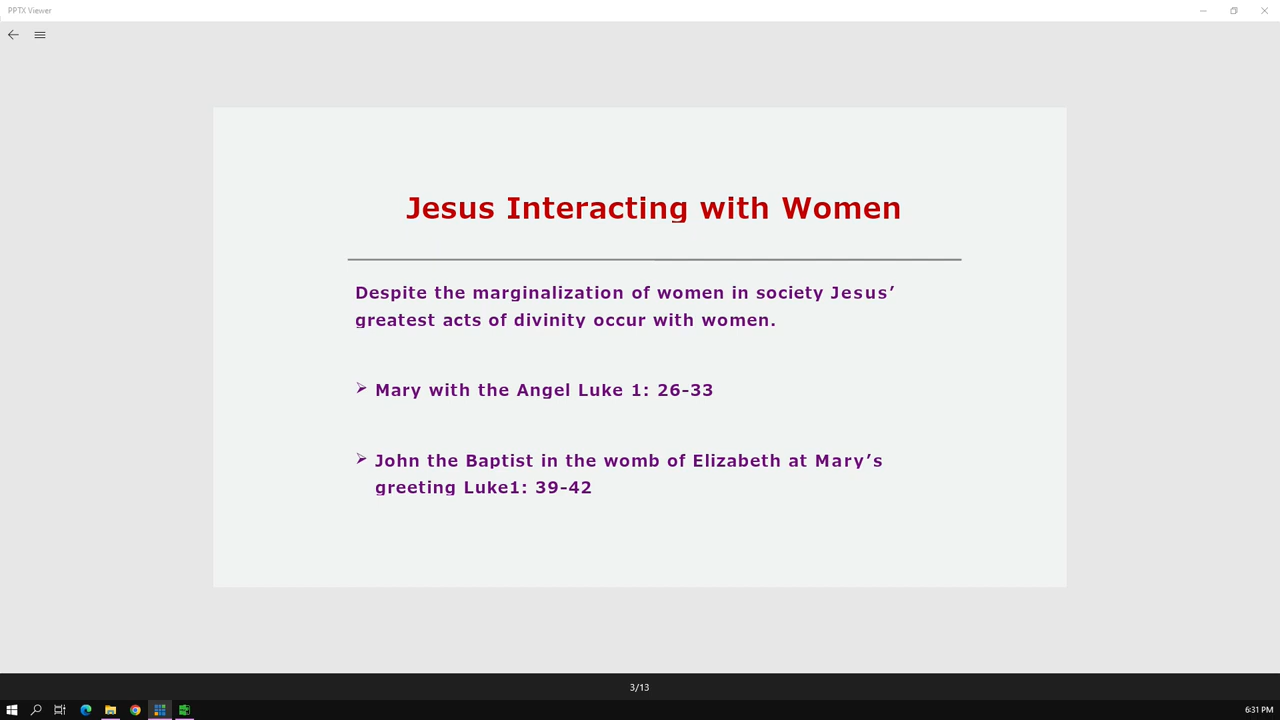 PPTX Viewer
Jesus Interacting with Women
Despite the marginalization of women in society Jesus’
greatest acts of divinity occur with women.
Mary with the Angel Luke 1: 26-33
John the Baptist in the womb of Elizabeth at Mary’s
greeting Luke1: 39-42
3/13
6:31 PM